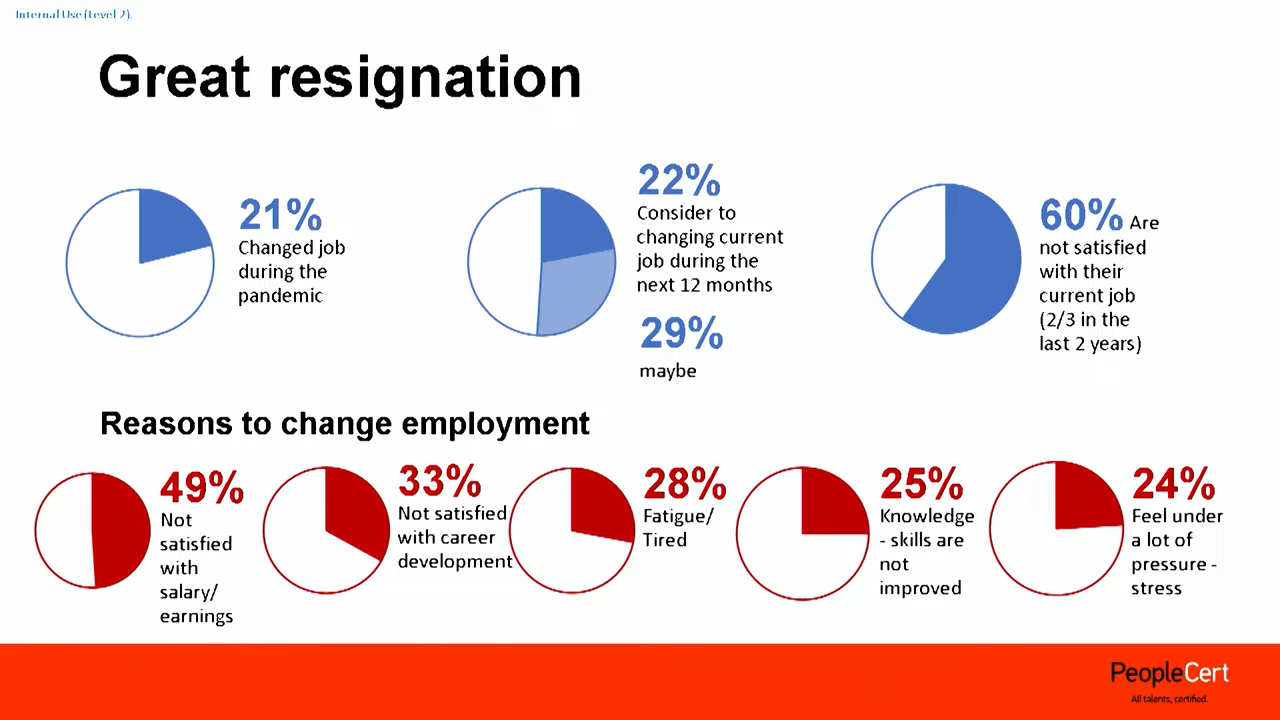 Internal Use (Level 2).
Great resignation
21%
Changed job
during the
pandemic
22%
Consider to
changing current
job during the
next 12 months
29%
maybe
60% Are
not satisfied
with their
current job
(2/3 in the
last 2 years)
Reasons to change employment
49%
Not
satisfied
with
salary/
earnings
33%
Not satisfied
with career
development
28%
Fatigue/
Tired
25%
Knowledge
- skills are
not
improved
24%
Feel under
a lot of
pressure -
stress
PeopleCert
All talents, certified.